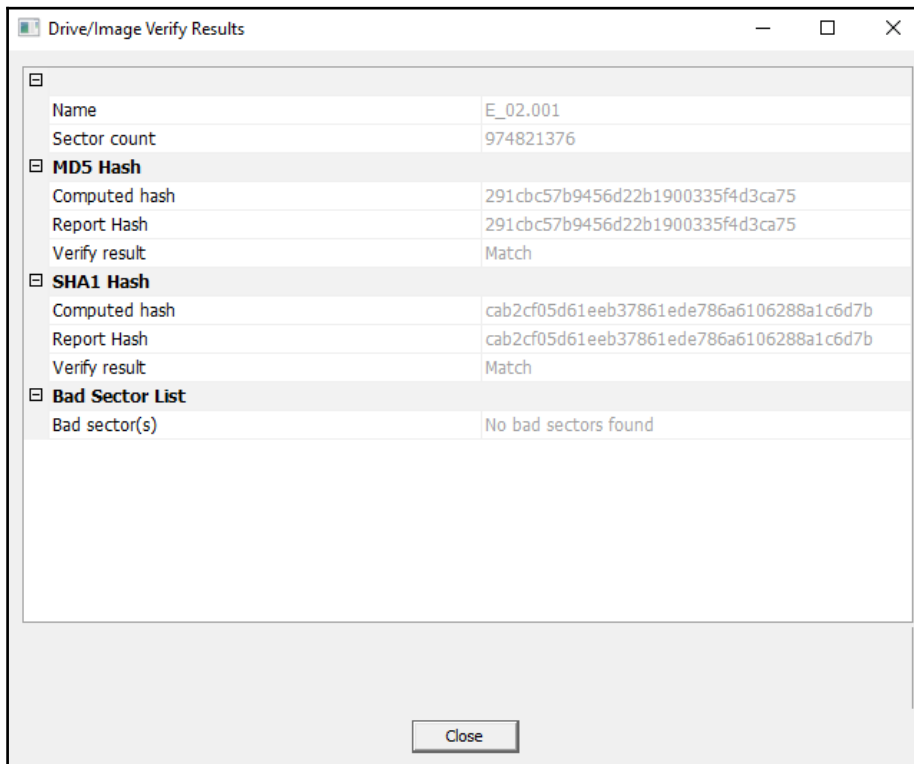 Drive/Image Verify Results
Name E_02.001
Sector count 974821376
MD5 Hash
Computed hash 291cbc57b9456d22b1900335f4d3ca75
Report Hash 291cbc57b9456d22b1900335f4d3ca75
Verify result Match
SHA1 Hash
Computed hash cab2cf05d61eeb37861ede786a6106288a1c6d7b
Report Hash cab2cf05d61eeb37861ede786a6106288a1c6d7b
Verify result Match
Bad Sector List
Bad sector(s) No bad sectors found
Close